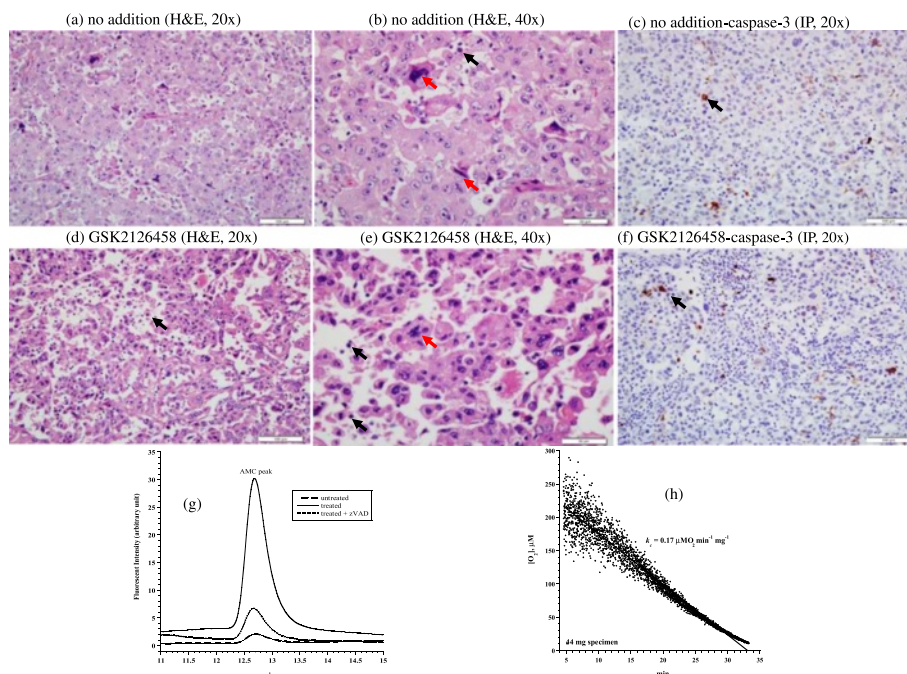 (a) no addition (H&E, 20x)
(b) no addition (H&E, 40x)
(c) no addition-caspase-3 (IP, 20x)
(d) GSK2126458 (H&E, 20x)
(e) GSK2126458 (H&E, 40x)
(f) GSK2126458-caspase-3 (IP, 20x)
35
30
25
20
15
10
5
0
Fluorescent Intensity (arbitrary unit)
AMC peak
(g)
untreated
treated
treated + zVAD
11 11.5 12 12.5 13 13.5 14 14.5 15
300
250
200
150
100
50
0
[O2], µM
(h)
kc = 0.17 µMO2 min-1 mg-1
44 mg specimen
5 10 15 20 25 30 35